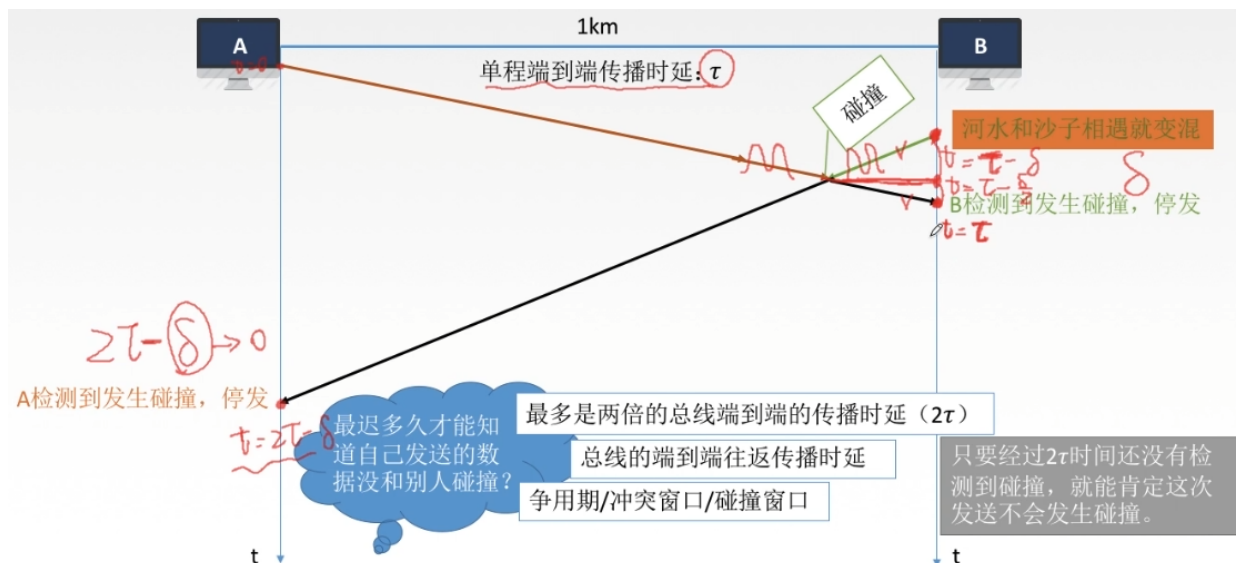 A
1km
B
t=0
单程端到端传播时延：τ
碰撞
河水和沙子相遇就变混
t=τ-δ
δ
t=τ-δ/2
B检测到发生碰撞，停发
t=τ
2τ-δ→0
A检测到发生碰撞，停发
t=2τ-δ
最迟多久才能知
道自己发送的数
据没和别人碰撞？
最多是两倍的总线端到端的传播时延（2τ）
总线的端到端往返传播时延
争用期/冲突窗口/碰撞窗口
只要经过2τ时间还没有检
测到碰撞，就能肯定这次
发送不会发生碰撞。
t
t